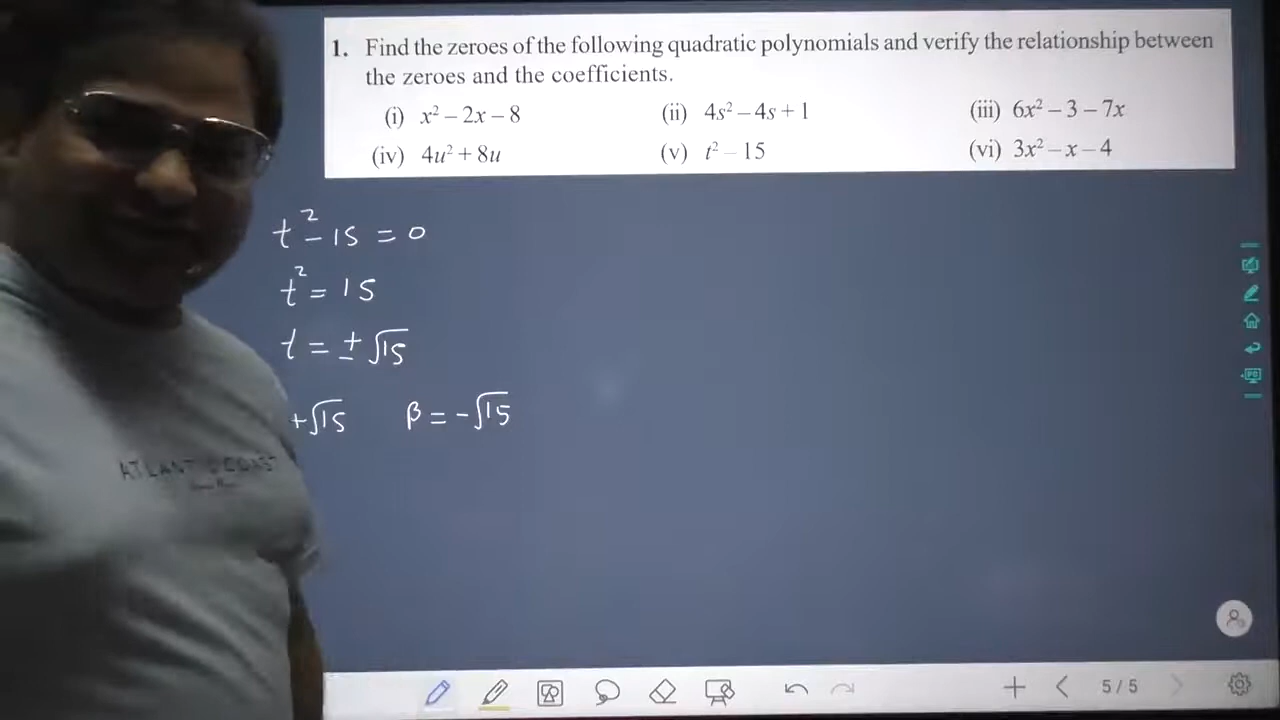 1. Find the zeroes of the following quadratic polynomials and verify the relationship between
the zeroes and the coefficients.
(i) x² – 2x – 8 (ii) 4s² – 4s + 1 (iii) 6x² – 3 – 7x
(iv) 4u² + 8u (v) t² – 15 (vi) 3x² – x – 4
t² - 15 = 0
t² = 15
t = ± √15
+√15 β = -√15
ATLANTIC COAST
5 / 5